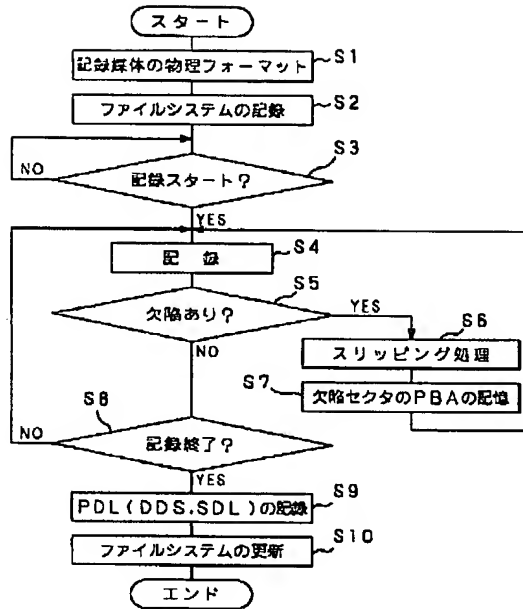 スタート
記録媒体の物理フォーマット
S1
ファイルシステムの記録
S2
S3
NO
記録スタート?
YES
S4
記 録
S5
欠陥あり?
YES
NO
S6
スリッピング処理
S7
欠陥セクタのPBAの記憶
S8
NO
記録終了?
YES
S9
PDL(DDS.SDL)の記録
S10
ファイルシステムの更新
エンド